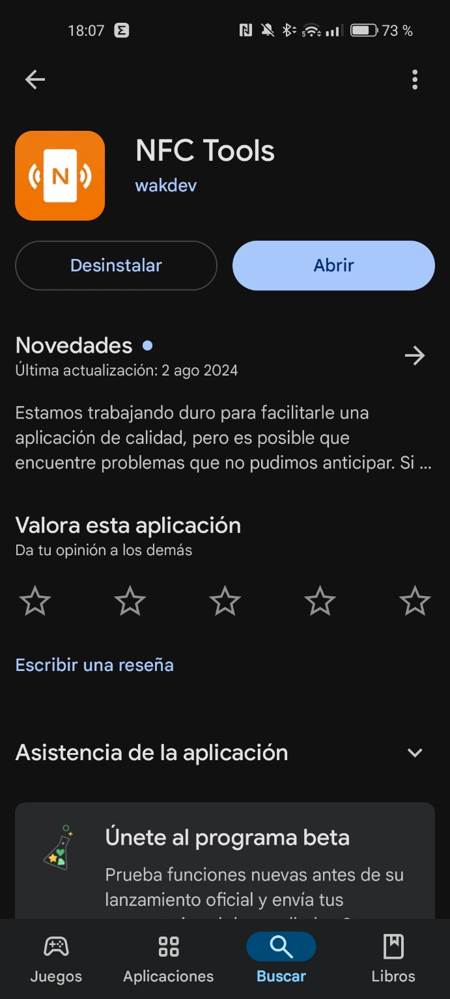 18:07
73 %
NFC Tools
wakdev
Desinstalar
Abrir
Novedades
Última actualización: 2 ago 2024
Estamos trabajando duro para facilitarle una
aplicación de calidad, pero es posible que
encuentre problemas que no pudimos anticipar. Si ...
Valora esta aplicación
Da tu opinión a los demás
Escribir una reseña
Asistencia de la aplicación
Únete al programa beta
Prueba funciones nuevas antes de su
lanzamiento oficial y envía tus
Juegos
Aplicaciones
Buscar
Libros